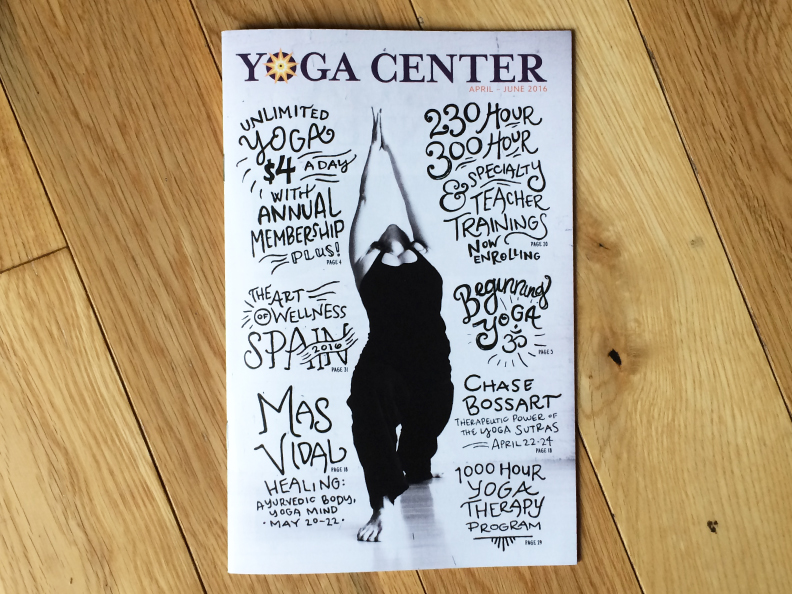 YOGA CENTER
APRIL - JUNE 2016
UNLIMITED
YOGA
$4 A DAY
WITH
ANNUAL
MEMBERSHIP
PLUS!
PAGE 4
THE ART
OF WELLNESS
SPAIN
2016
PAGE 31
MAS
VIDAL
PAGE 18
HEALING:
AYURVEDIC BODY,
YOGA MIND
• MAY 20-22 •
230 HOUR
300 HOUR
& SPECIALTY
TEACHER
TRAININGS
NOW
ENROLLING
PAGE 20
Beginning
YOGA
ॐ
PAGE 5
CHASE
BOSSART
THERAPEUTIC POWER OF
THE YOGA SUTRAS
APRIL 22-24
PAGE 18
1000 HOUR
YOGA
THERAPY
PROGRAM
PAGE 29